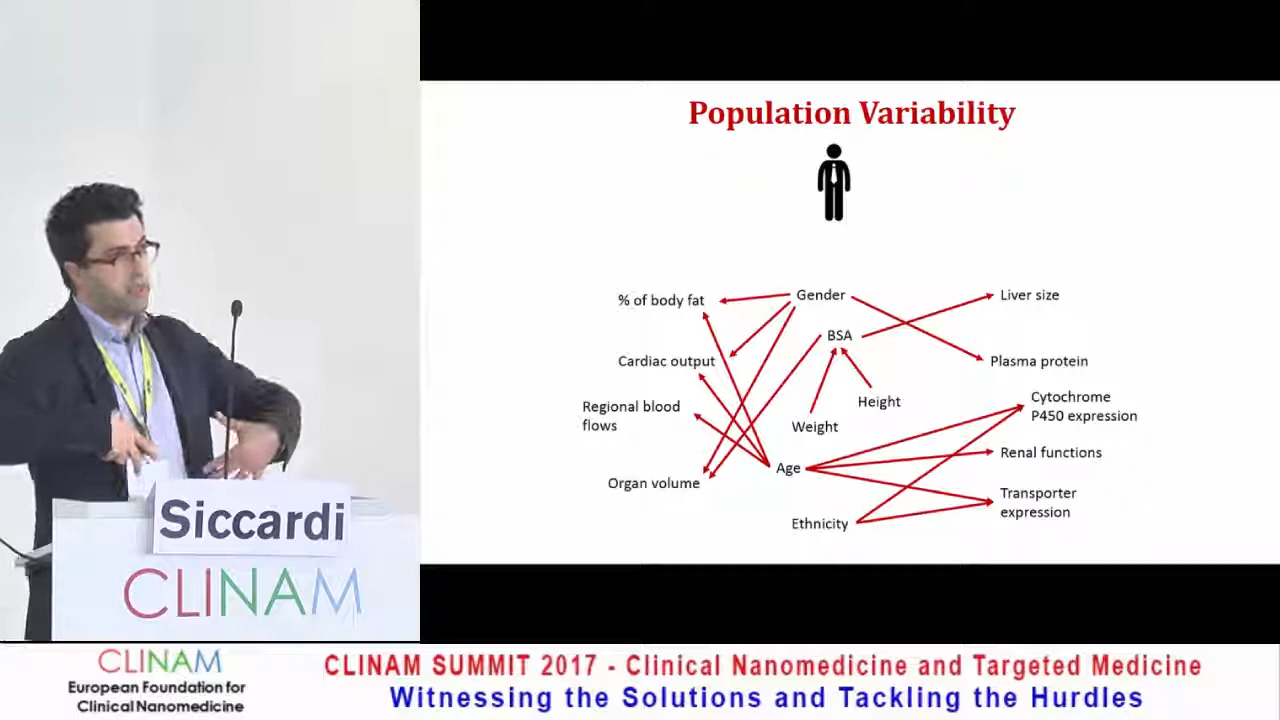 Population Variability
% of body fat
Gender
Liver size
BSA
Cardiac output
Plasma protein
Regional blood
flows
Height
Weight
Cytochrome
P450 expression
Age
Renal functions
Organ volume
Transporter
expression
Ethnicity
Siccardi
CLINAM
CLINAM
European Foundation for
Clinical Nanomedicine
CLINAM SUMMIT 2017 - Clinical Nanomedicine and Targeted Medicine
Witnessing the Solutions and Tackling the Hurdles